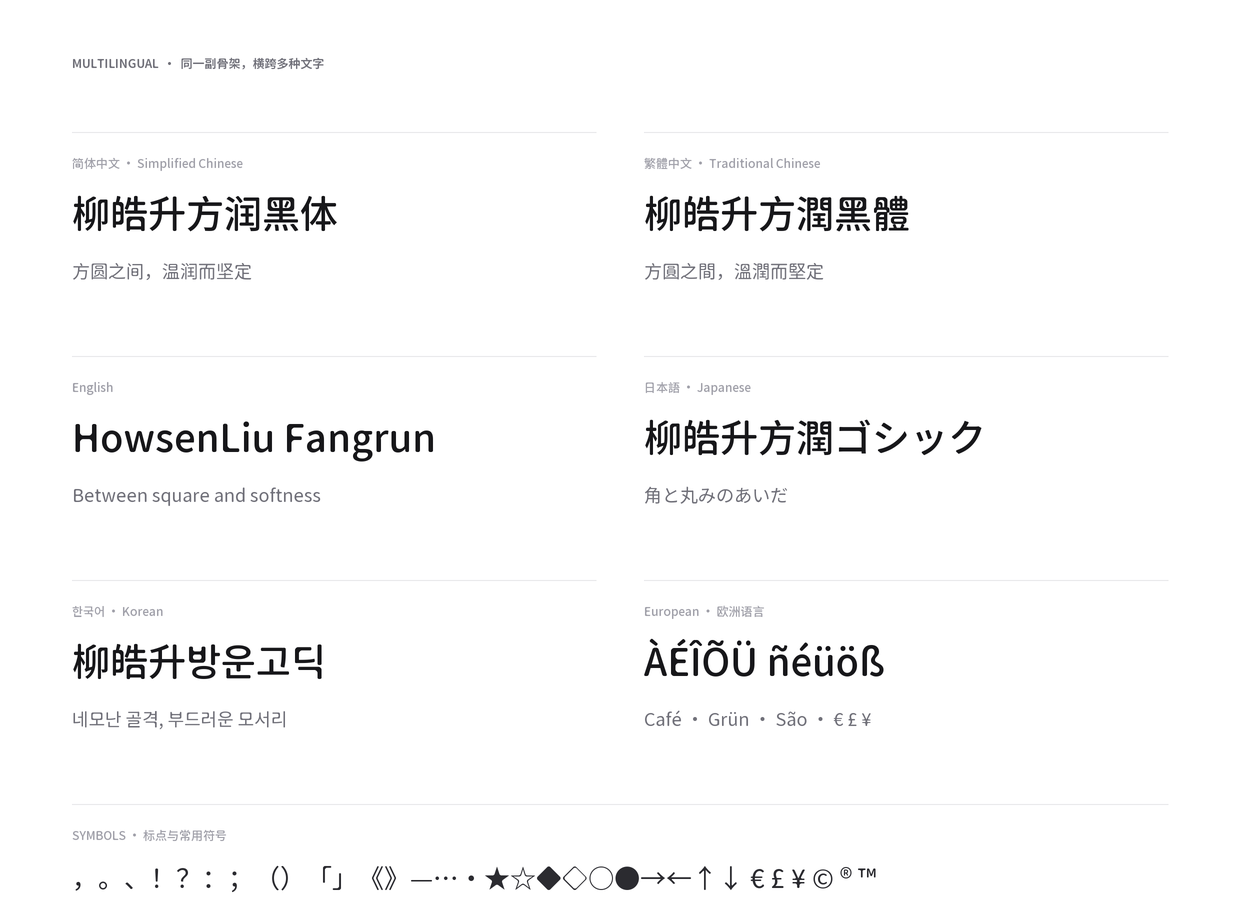 MULTILINGUAL • 同一副骨架，横跨多种文字
简体中文 • Simplified Chinese
柳皓升方润黑体
方圆之间，温润而坚定
繁體中文 • Traditional Chinese
柳皓升方潤黑體
方圓之間，溫潤而堅定
English
HowsenLiu Fangrun
Between square and softness
日本語 • Japanese
柳皓升方潤ゴシック
角と丸みのあいだ
한국어 • Korean
柳皓升방운고딕
네모난 골격, 부드러운 모서리
European • 欧洲语言
ÀÉÎÕÜ ñéüöß
Café • Grün • São • € £ ¥
SYMBOLS • 标点与常用符号
，。、！？：；（）「」《》—…•★☆◆◇○●→←↑↓ € £ ¥ © ® ™